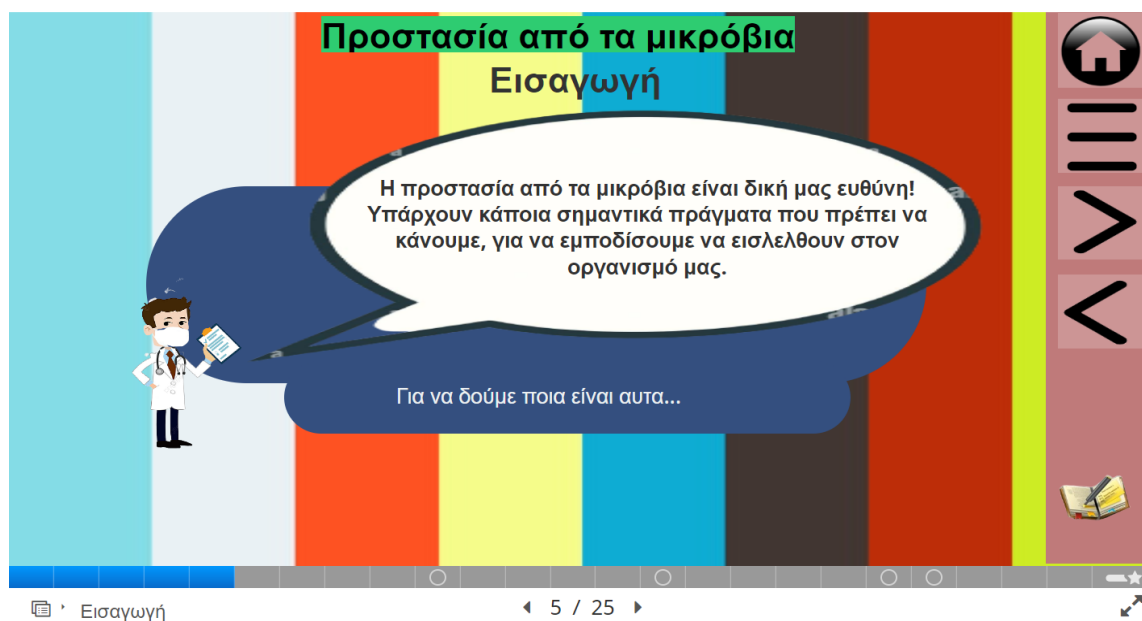 Προστασία από τα μικρόβια
Εισαγωγή
Η προστασία από τα μικρόβια είναι δική μας ευθύνη!
Υπάρχουν κάποια σημαντικά πράγματα που πρέπει να
κάνουμε, για να εμποδίσουμε να εισλελθουν στον
οργανισμό μας.
Για να δούμε ποια είναι αυτα...
Εισαγωγή
5 / 25